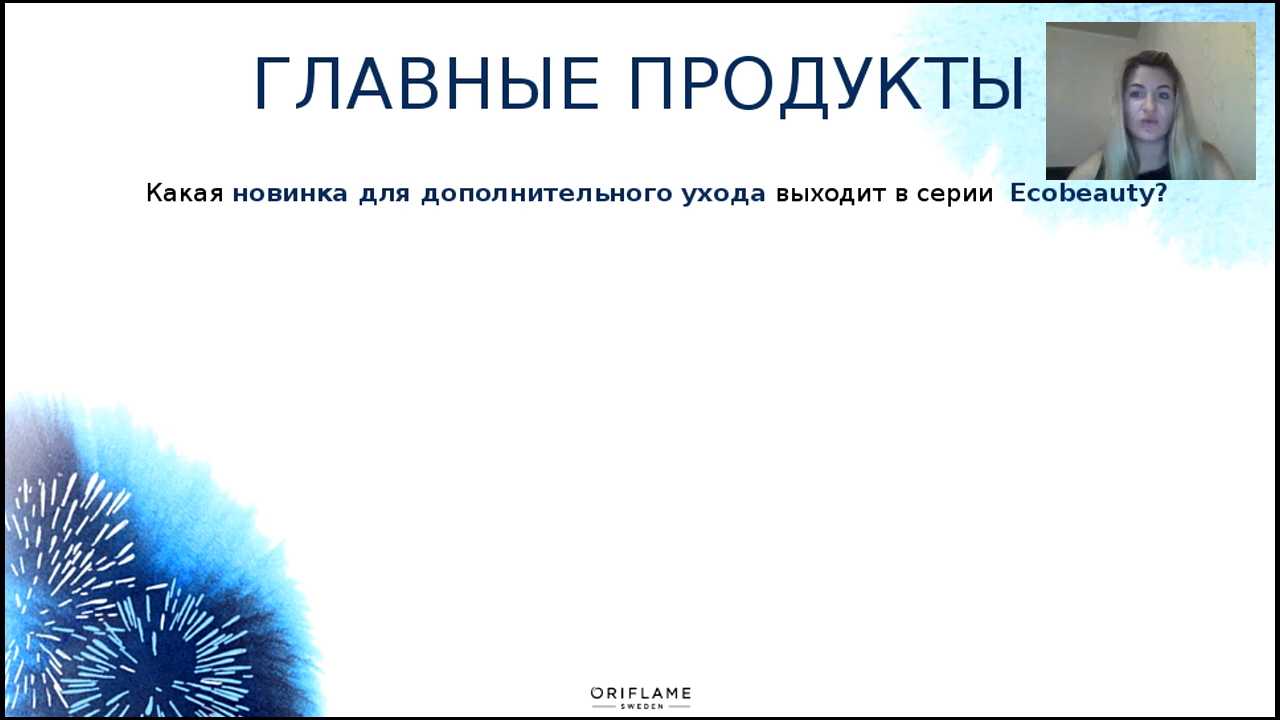 ГЛАВНЫЕ ПРОДУКТЫ
Какая новинка для дополнительного ухода выходит в серии Ecobeauty?
ORIFLAME
SWEDEN